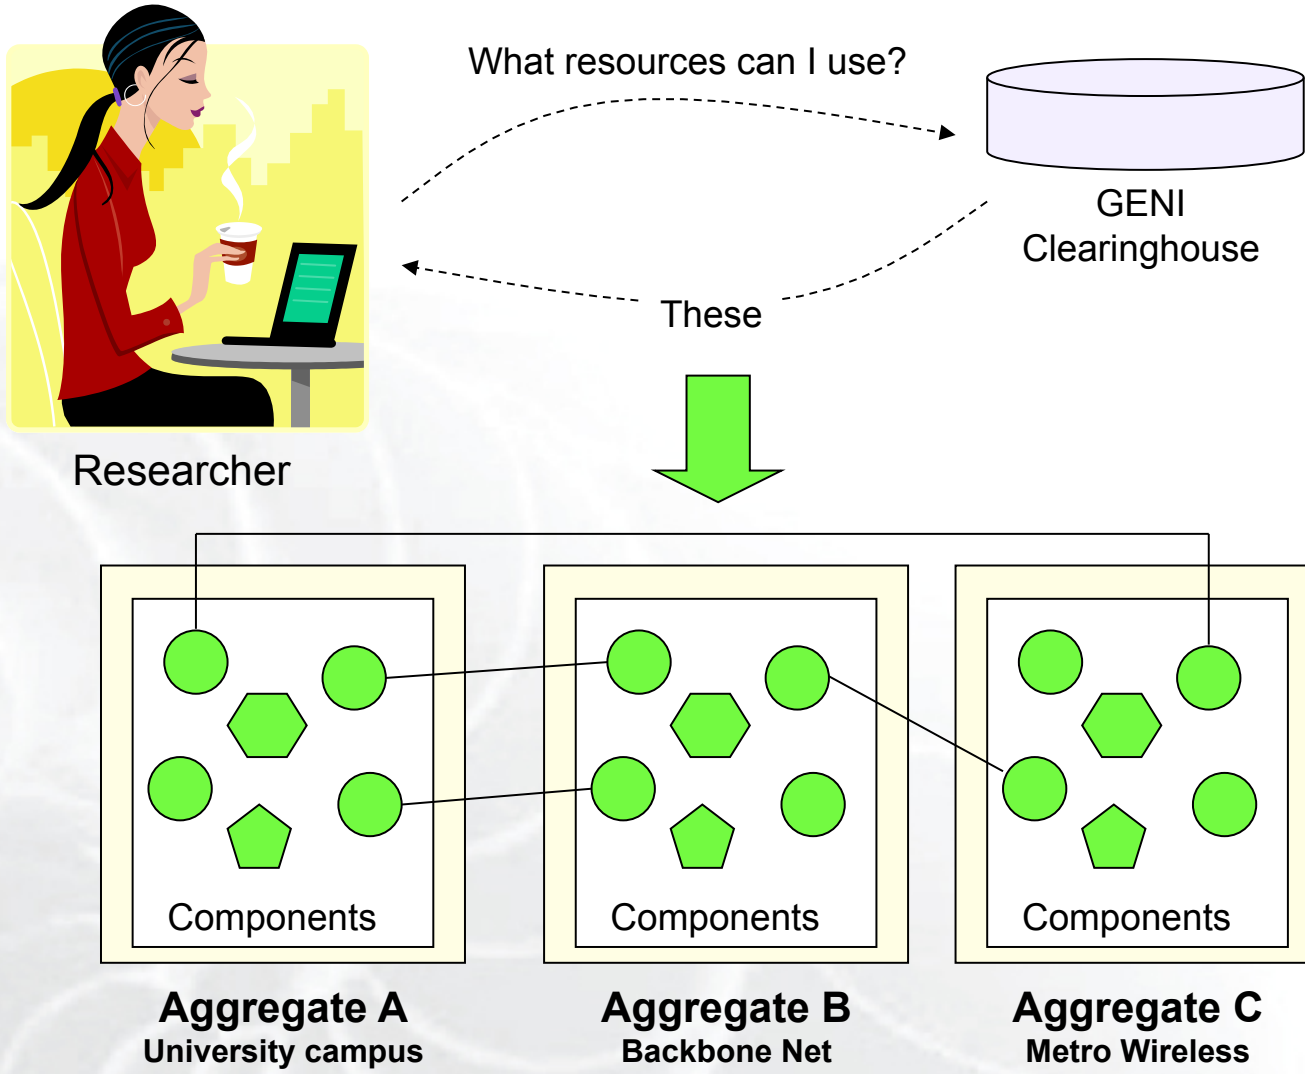 What resources can I use?
GENI
Clearinghouse
These
Researcher
Components
Components
Components
Aggregate A
University campus
Aggregate B
Backbone Net
Aggregate C
Metro Wireless